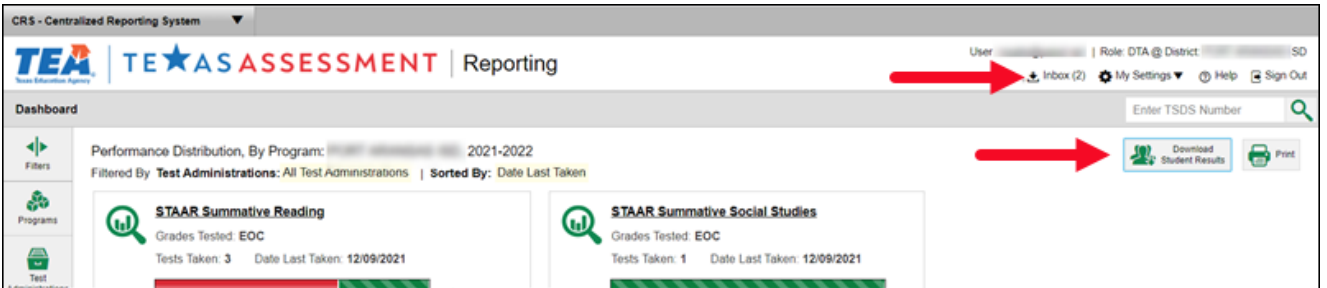 CRS - Centralized Reporting System
TEA
Texas Education Agency
TEXAS ASSESSMENT | Reporting
User | Role: DTA @ District: SD
Inbox (2) My Settings Help Sign Out
Dashboard
Enter TSDS Number
Filters
Programs
Test
Administrations
Performance Distribution, By Program: 2021-2022
Filtered By Test Administrations: All Test Administrations | Sorted By: Date Last Taken
Download
Student Results
Print
STAAR Summative Reading
Grades Tested: EOC
Tests Taken: 3 Date Last Taken: 12/09/2021
STAAR Summative Social Studies
Grades Tested: EOC
Tests Taken: 1 Date Last Taken: 12/09/2021